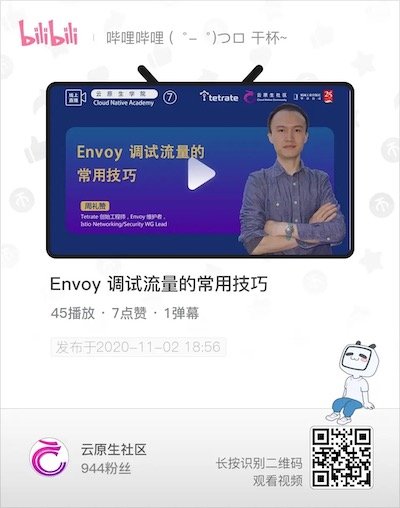 bilibili
哔哩哔哩 ( ゜- ゜)つロ 干杯~
线上
直播
云原生学院
Cloud Native Academy
7
tetrate
云原生社区
Cloud Native Community
25
Envoy 调试流量的
常用技巧
周礼赞
Tetrate 创始工程师，Envoy 维护者，
Istio Networking/Security WG Lead
Envoy 调试流量的常用技巧
45播放 · 7点赞 · 1弹幕
发布于2020-11-02 18:56
云原生社区
944粉丝
长按识别二维码
观看视频